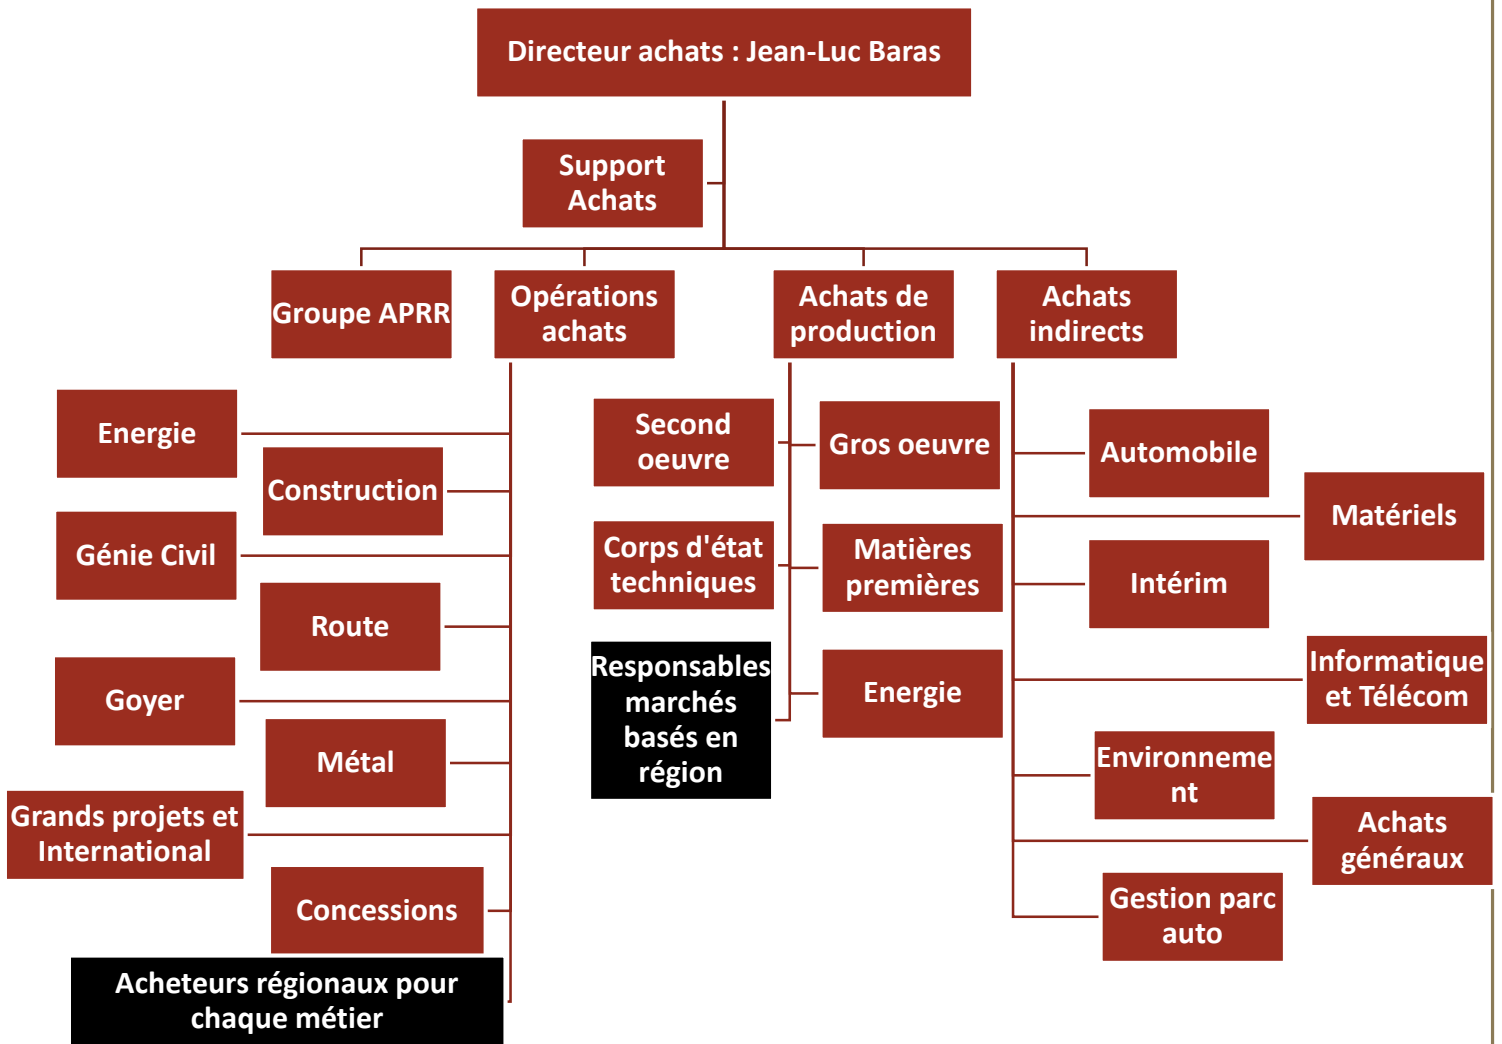 Directeur achats : Jean-Luc Baras
Support
Achats
Groupe APRR
Opérations
achats
Achats de
production
Achats
indirects
Energie
Construction
Génie Civil
Route
Goyer
Métal
Grands projets et
International
Concessions
Acheteurs régionaux pour
chaque métier
Second
oeuvre
Gros oeuvre
Corps d'état
techniques
Matières
premières
Responsables
marchés
basés en
région
Energie
Automobile
Matériels
Intérim
Informatique
et Télécom
Environneme
nt
Achats
généraux
Gestion parc
auto